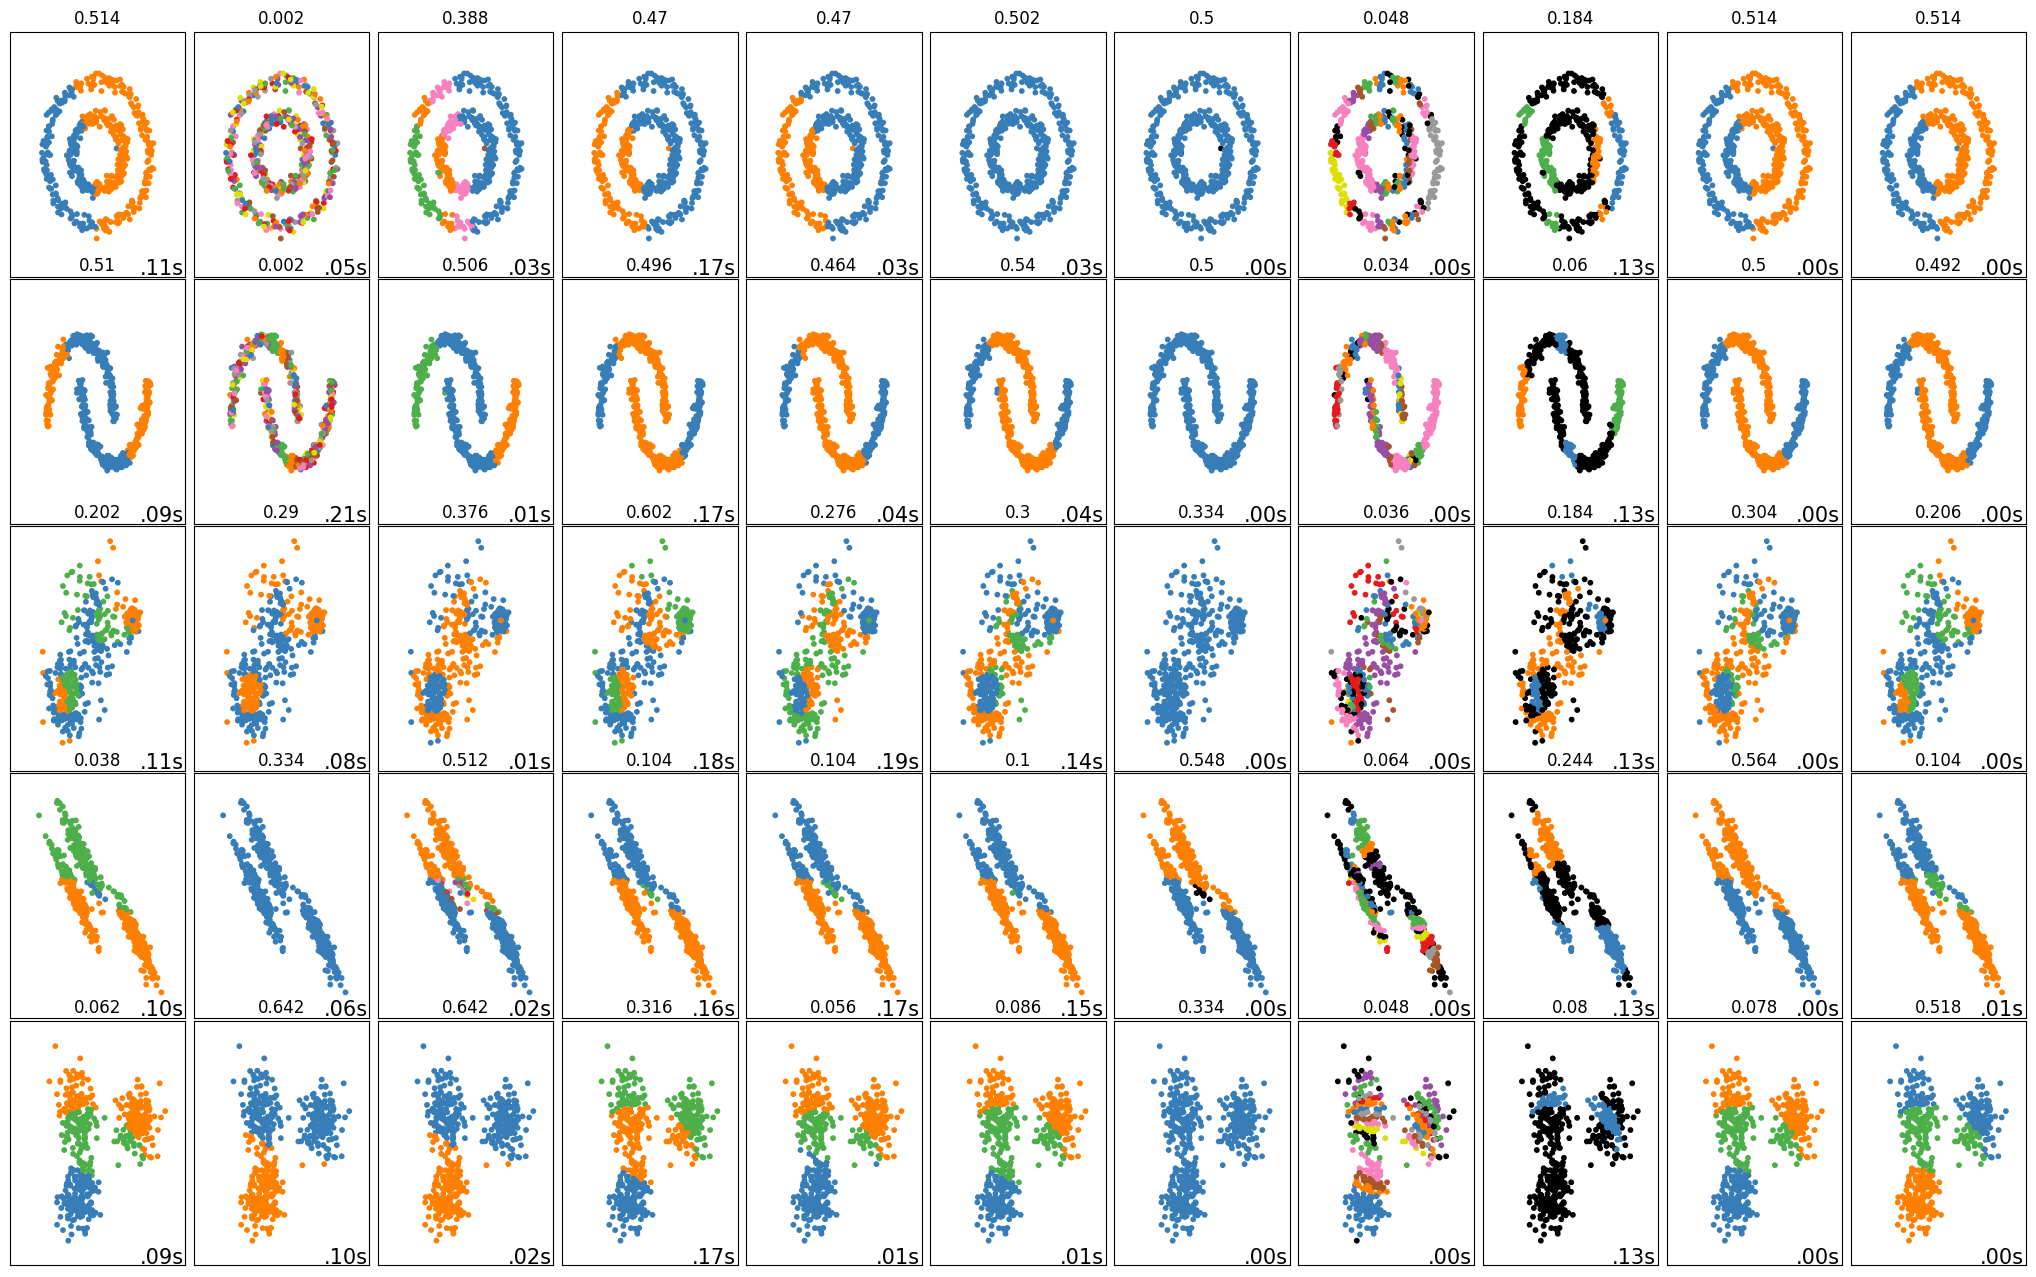 0.514 0.002 0.388 0.47 0.47 0.502 0.5 0.048 0.184 0.514 0.514
.11s .05s .03s .17s .03s .03s .00s .00s .13s .00s .00s
0.51 0.002 0.506 0.496 0.464 0.54 0.5 0.034 0.06 0.5 0.492
.09s .21s .01s .17s .04s .04s .00s .00s .13s .00s .00s
0.202 0.29 0.376 0.602 0.276 0.3 0.334 0.036 0.184 0.304 0.206
.11s .08s .01s .18s .19s .14s .00s .00s .13s .00s .00s
0.038 0.334 0.512 0.104 0.104 0.1 0.548 0.064 0.244 0.564 0.104
.10s .06s .02s .16s .17s .15s .00s .00s .13s .00s .01s
0.062 0.642 0.642 0.316 0.056 0.086 0.334 0.048 0.08 0.078 0.518
.09s .10s .02s .17s .01s .01s .00s .00s .13s .00s .00s